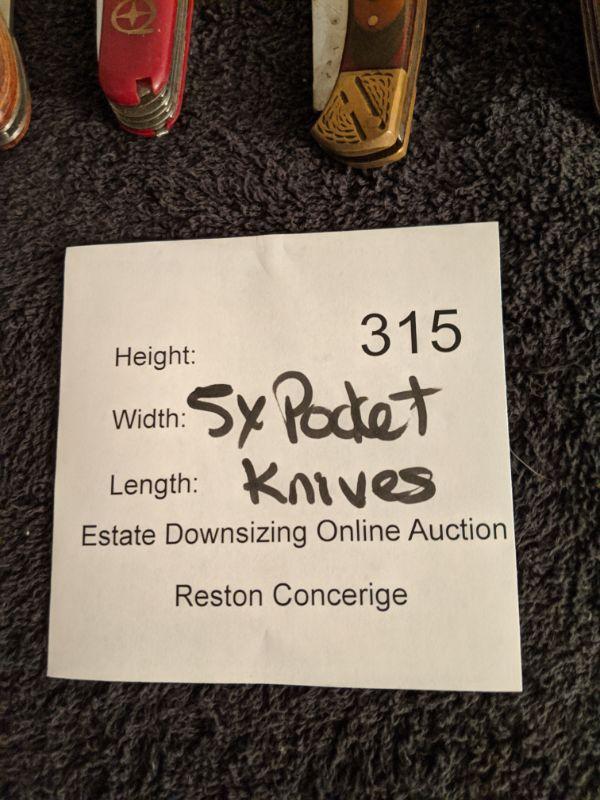 315
Height:
Width: 5x Pocket
Length: Knives
Estate Downsizing Online Auction
Reston Concerige